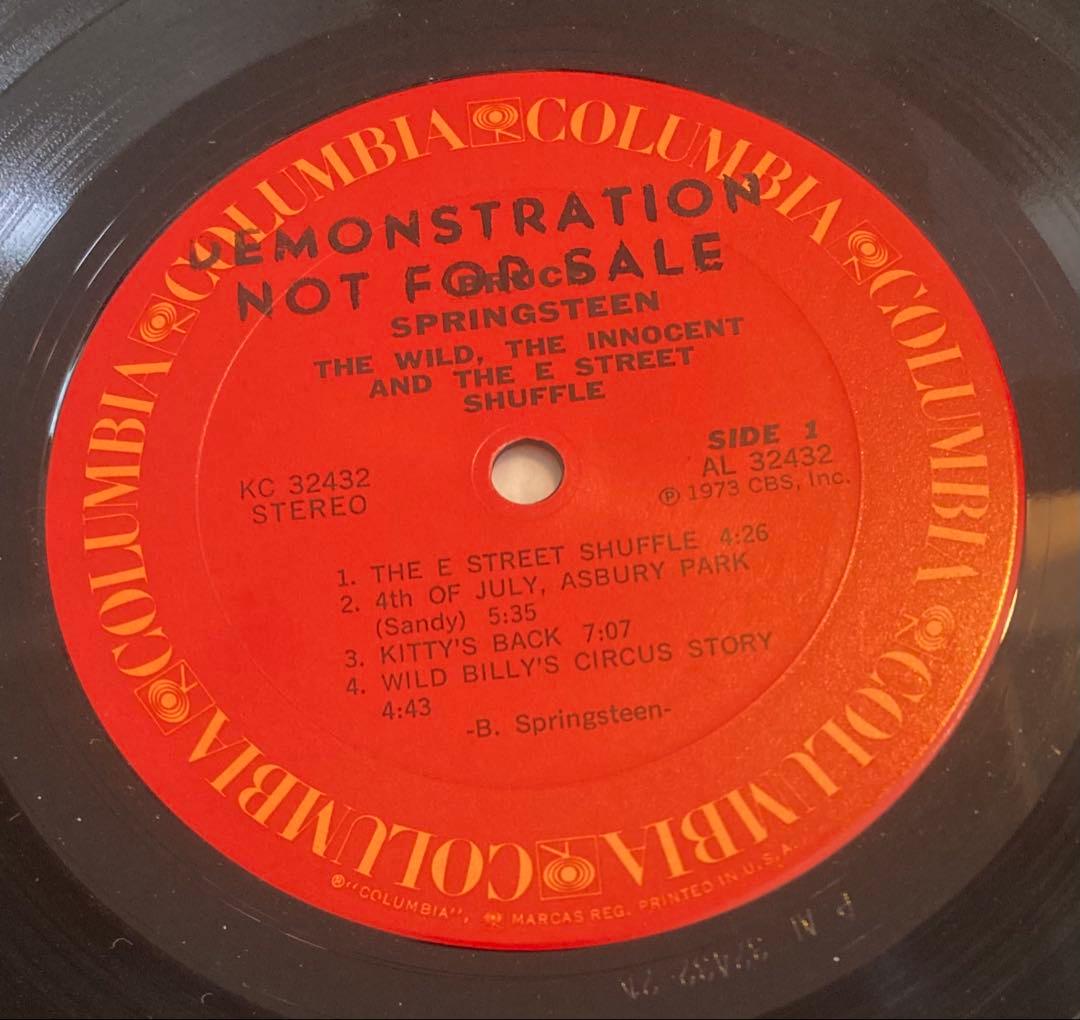 COLUMBIA COLUMBIA COLUMBIA COLUMBIA COLUMBIA COLUMBIA COLUMBIA COLUMBIA
DEMONSTRATION
NOT FOR SALE
BRUCE
SPRINGSTEEN
THE WILD, THE INNOCENT
AND THE E STREET
SHUFFLE
KC 32432
STEREO
SIDE 1
AL 32432
℗ 1973 CBS, Inc.
1. THE E STREET SHUFFLE 4:26
2. 4th OF JULY, ASBURY PARK
(Sandy) 5:35
3. KITTY'S BACK 7:07
4. WILD BILLY'S CIRCUS STORY
4:43
-B. Springsteen-
®"COLUMBIA", MARCAS REG. PRINTED IN U.S.A.